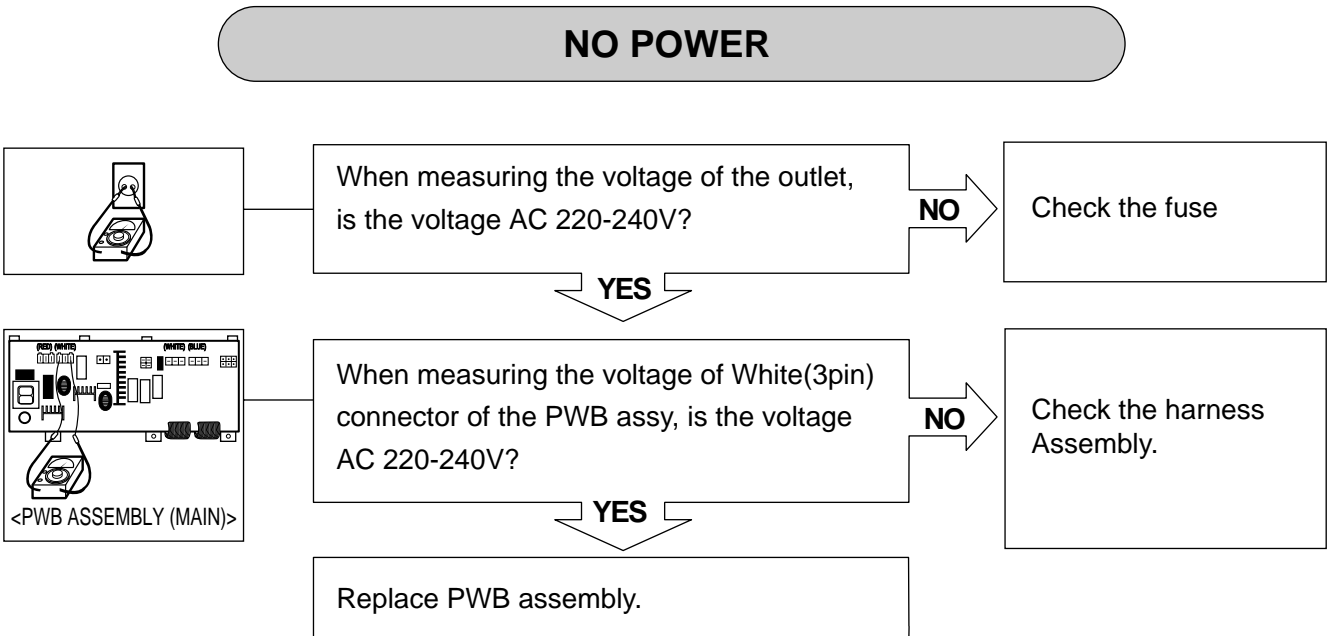 NO POWER
When measuring the voltage of the outlet,
is the voltage AC 220-240V?
NO
Check the fuse
YES
(RED) (WHITE)
(WHITE) (BLUE)
<PWB ASSEMBLY (MAIN)>
When measuring the voltage of White(3pin)
connector of the PWB assy, is the voltage
AC 220-240V?
NO
Check the harness
Assembly.
YES
Replace PWB assembly.